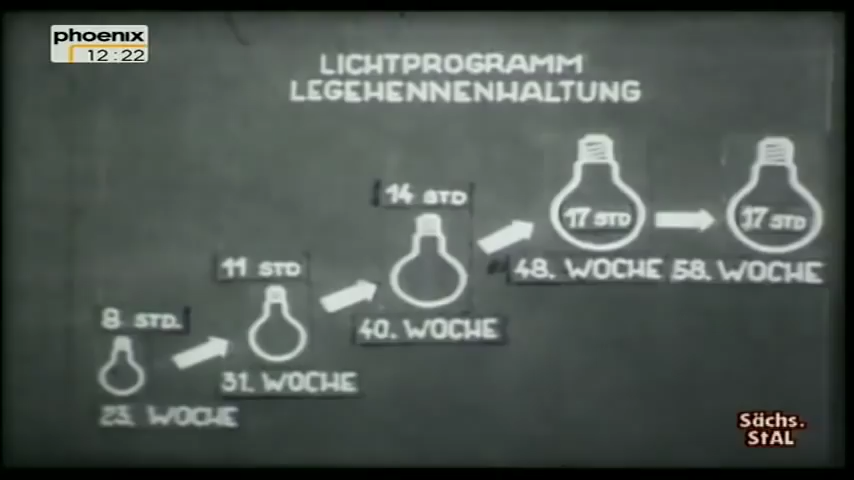 phoenix
12:22
LICHTPROGRAMM
LEGEHENNENHALTUNG
8 STD.
23. WOCHE
11 STD
31. WOCHE
14 STD
40. WOCHE
17 STD
48. WOCHE
17 STD
58. WOCHE
Sächs.
StAL